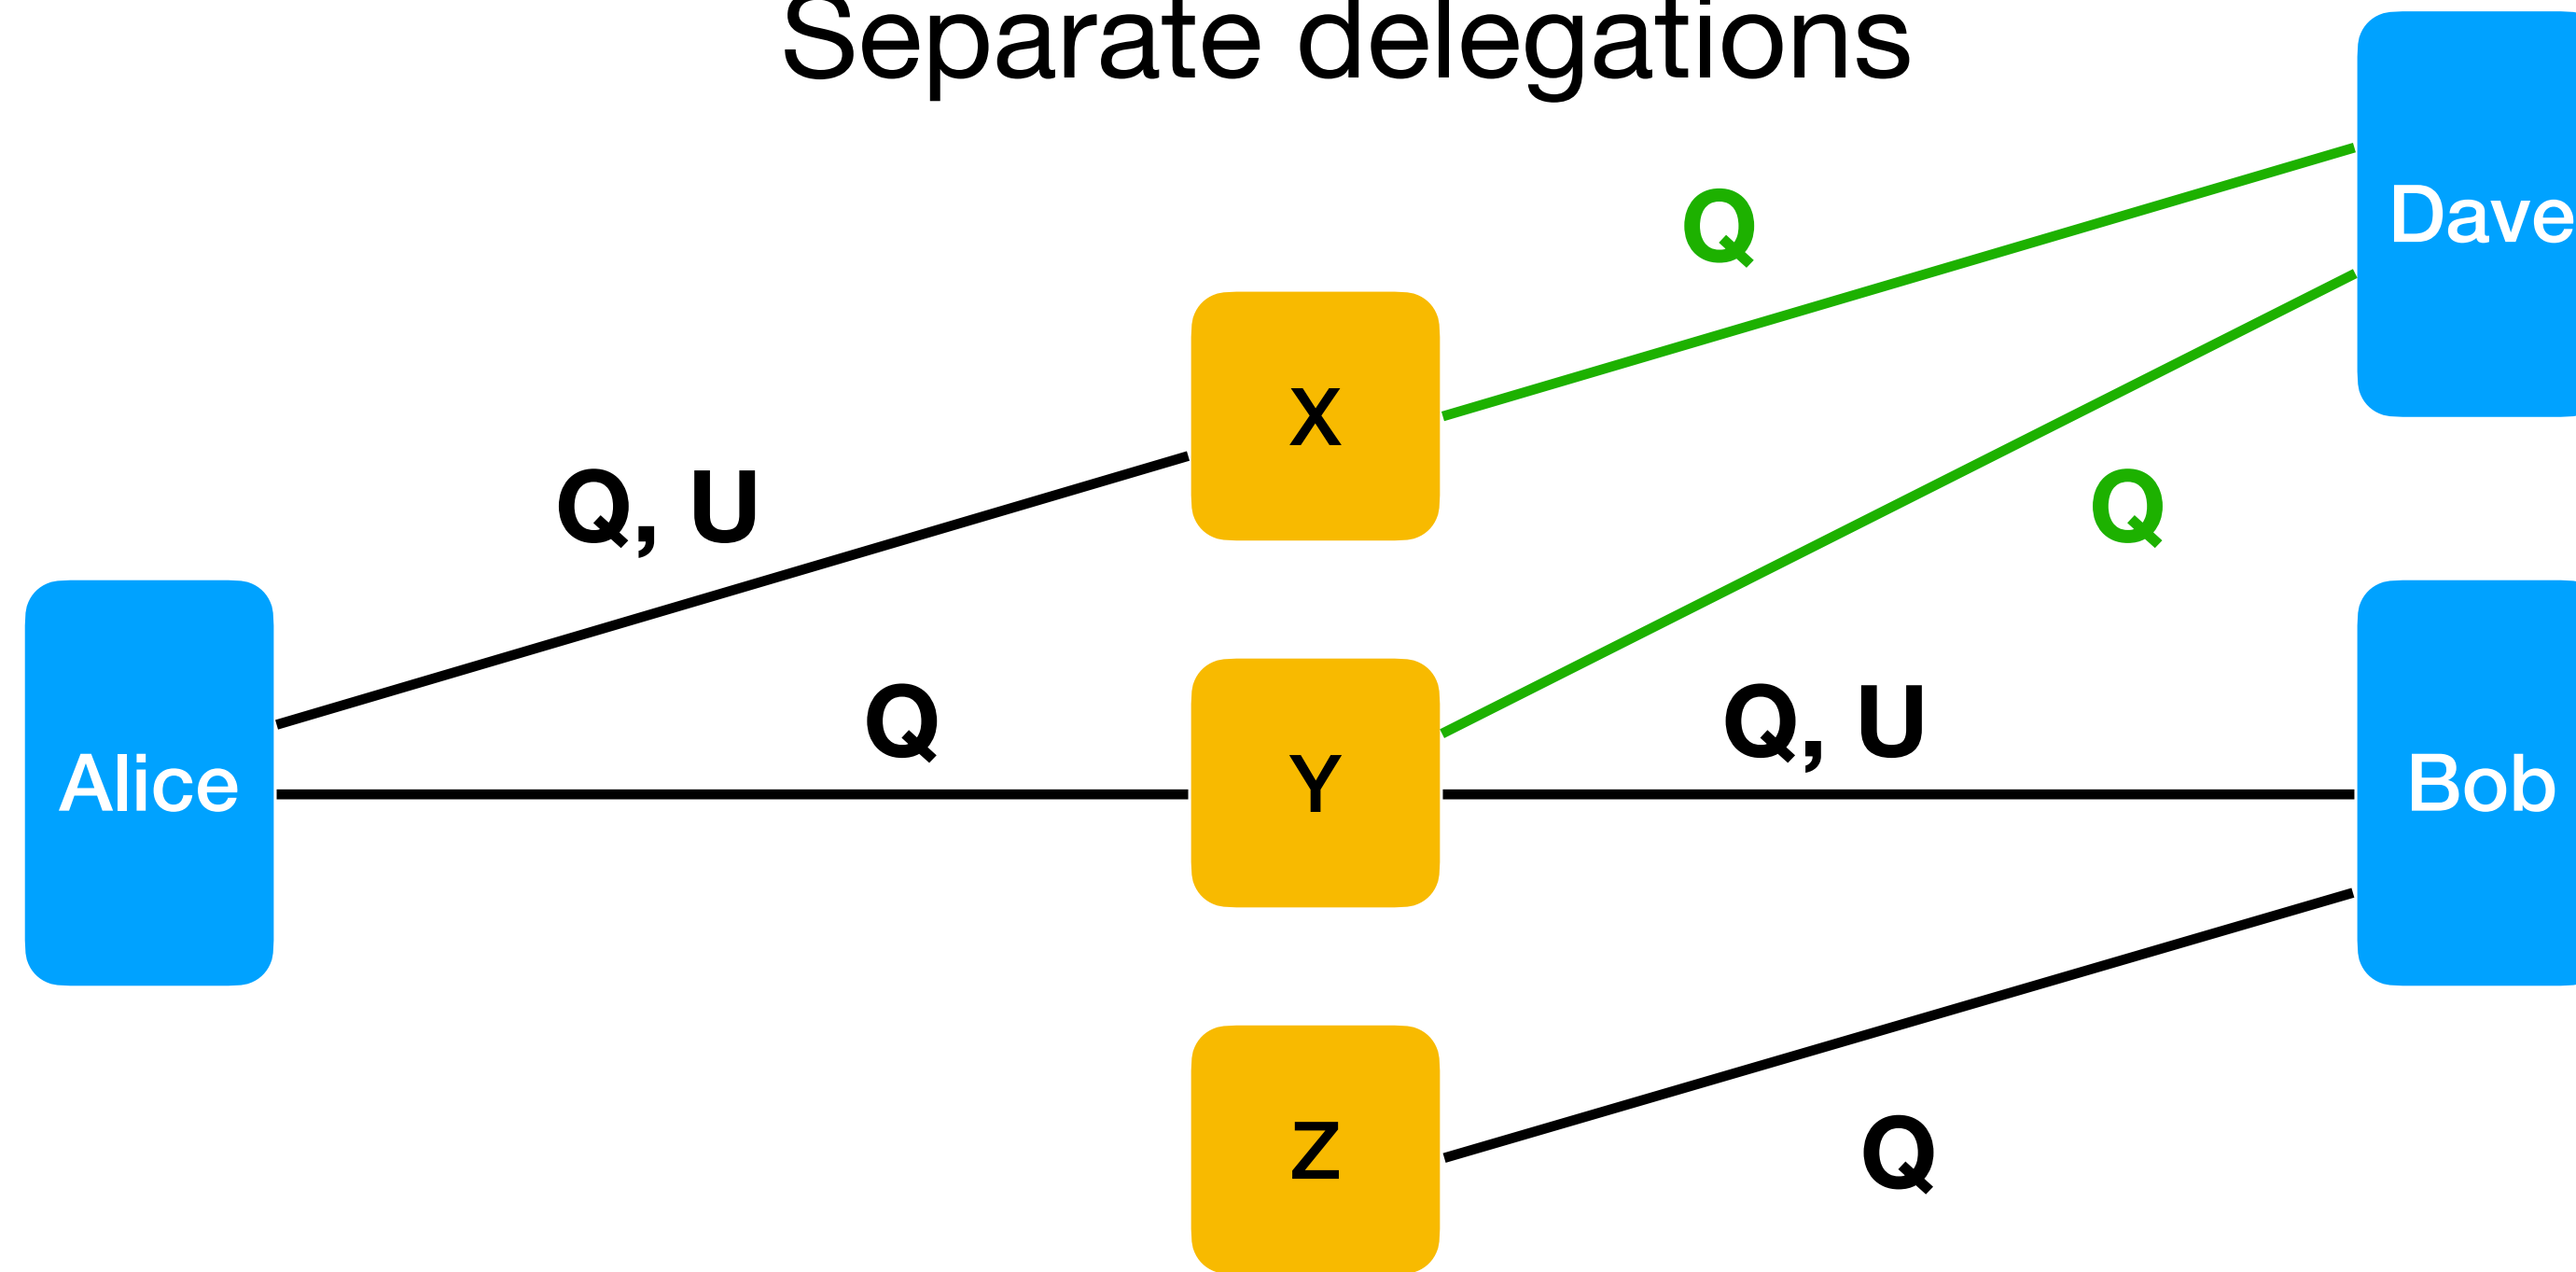 Separate delegations
Dave
Q
X
Q
Q, U
Alice
Q
Y
Q, U
Bob
Z
Q